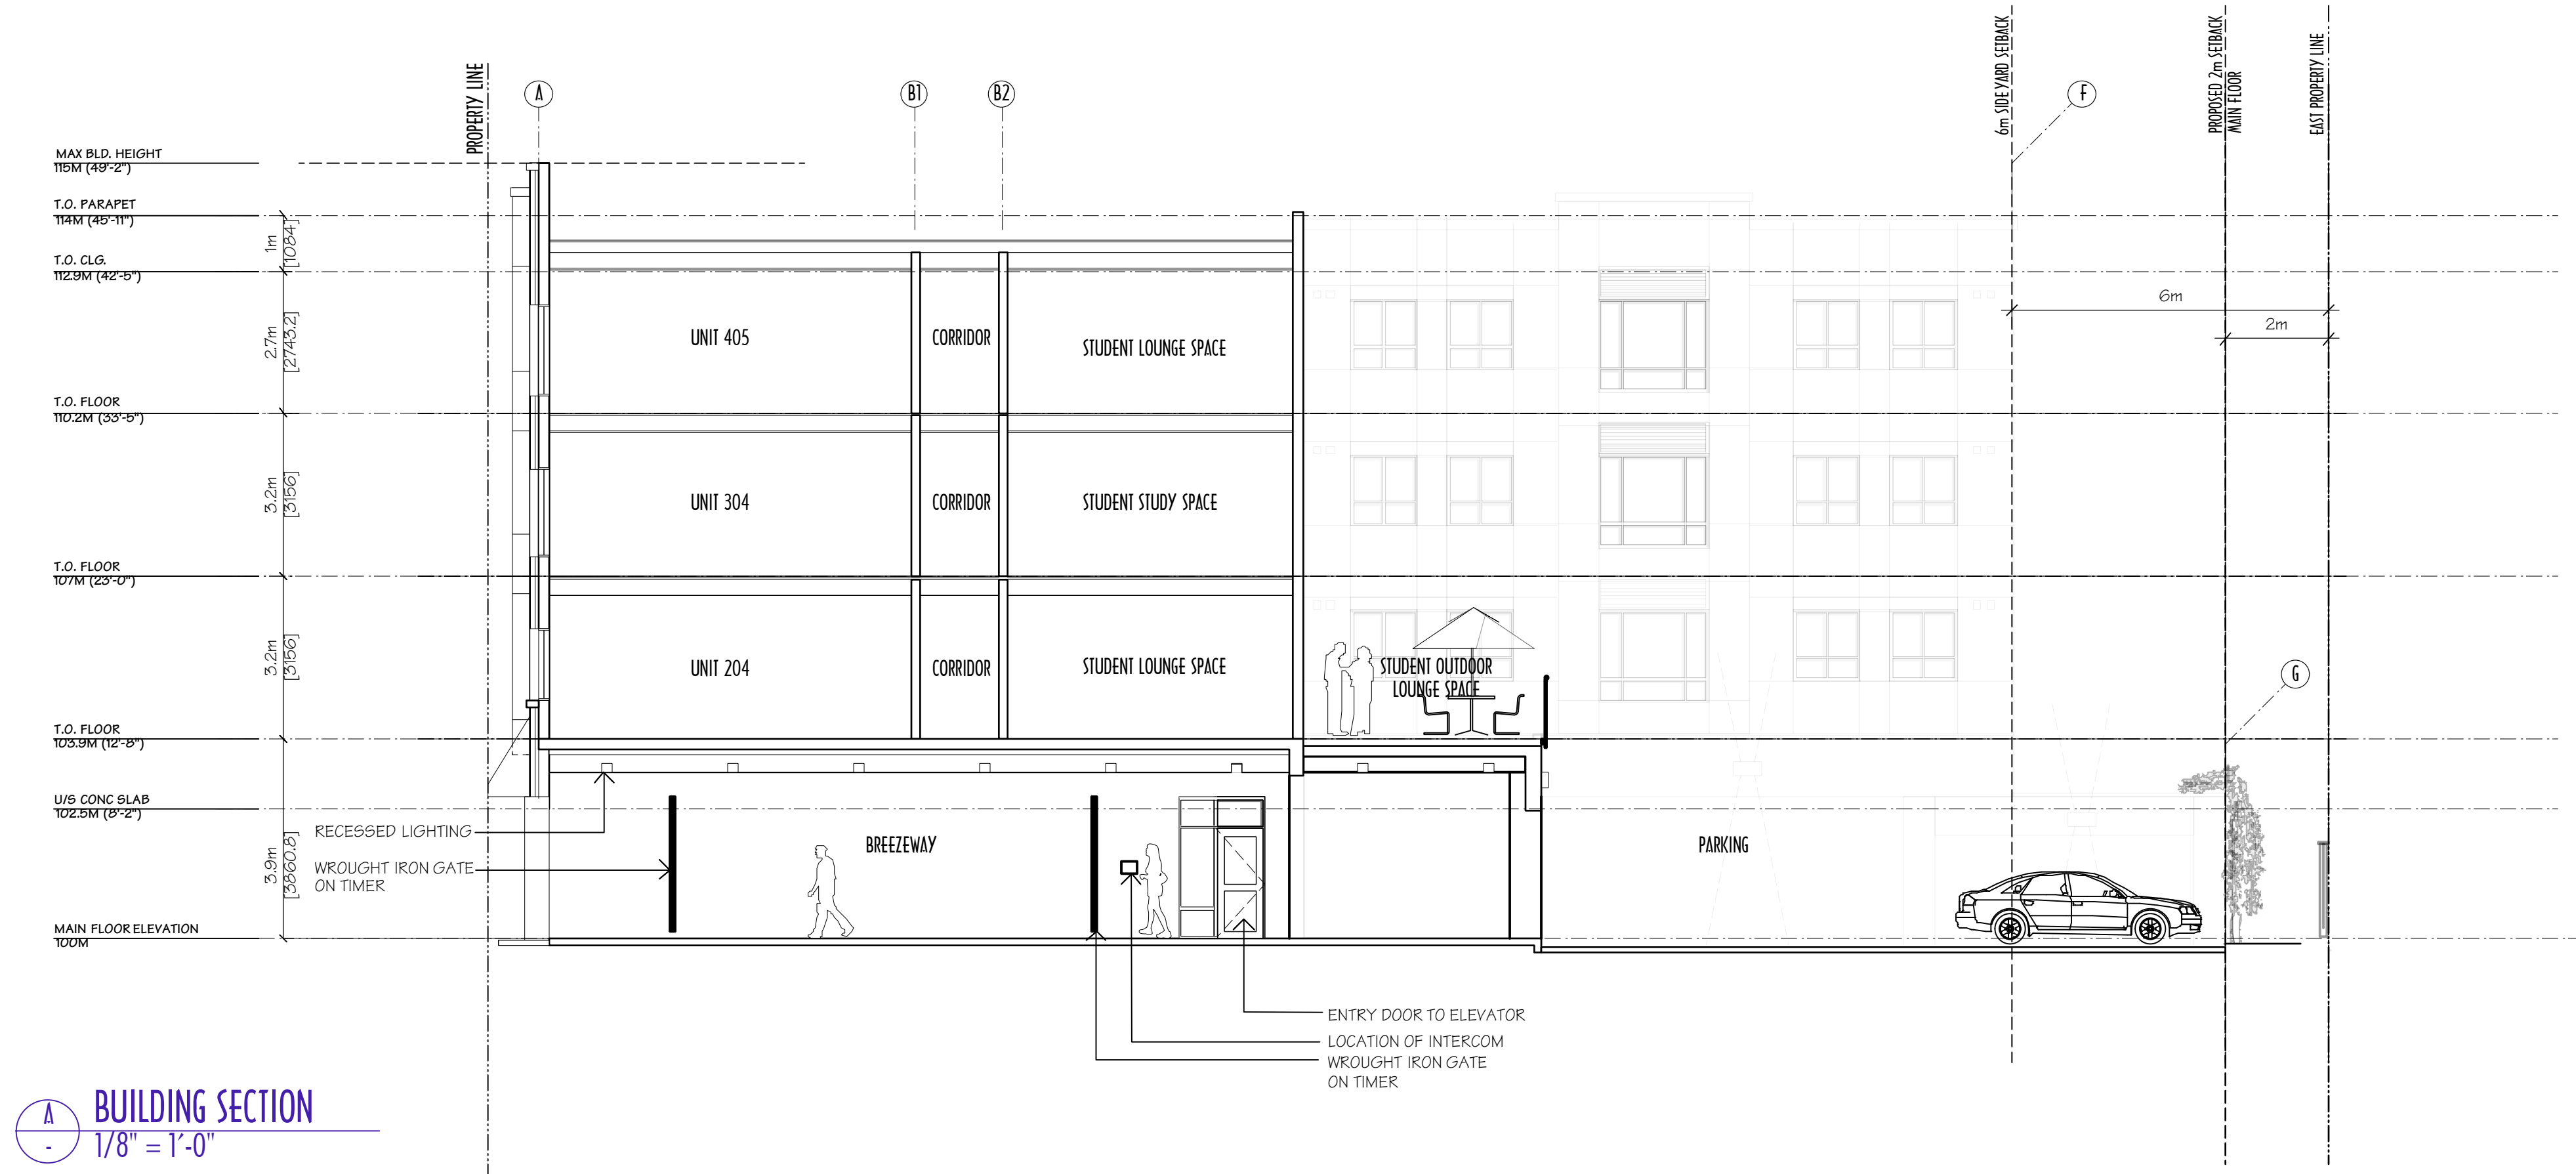 PROPERTY LINE
A
B1
B2
6m SIDE YARD SETBACK
F
PROPOSED 2m SETBACK
MAIN FLOOR
EAST PROPERTY LINE
MAX BLD. HEIGHT
115M (49'-2")
T.O. PARAPET
114M (45'-11")
1m
[1084]
T.O. CLG.
112.9M (42'-5")
2.7m
[2743.2]
6m
2m
UNIT 405
CORRIDOR
STUDENT LOUNGE SPACE
T.O. FLOOR
110.2M (33'-5")
3.2m
[3156]
UNIT 304
CORRIDOR
STUDENT STUDY SPACE
T.O. FLOOR
107M (23'-0")
3.2m
[3156]
UNIT 204
CORRIDOR
STUDENT LOUNGE SPACE
STUDENT OUTDOOR
LOUNGE SPACE
G
T.O. FLOOR
103.9M (12'-8")
U/S CONC SLAB
102.5M (8'-2")
3.9m
[3860.8]
RECESSED LIGHTING
WROUGHT IRON GATE
ON TIMER
BREEZEWAY
PARKING
MAIN FLOOR ELEVATION
100M
ENTRY DOOR TO ELEVATOR
LOCATION OF INTERCOM
WROUGHT IRON GATE
ON TIMER
A
-
BUILDING SECTION
1/8" = 1'-0"